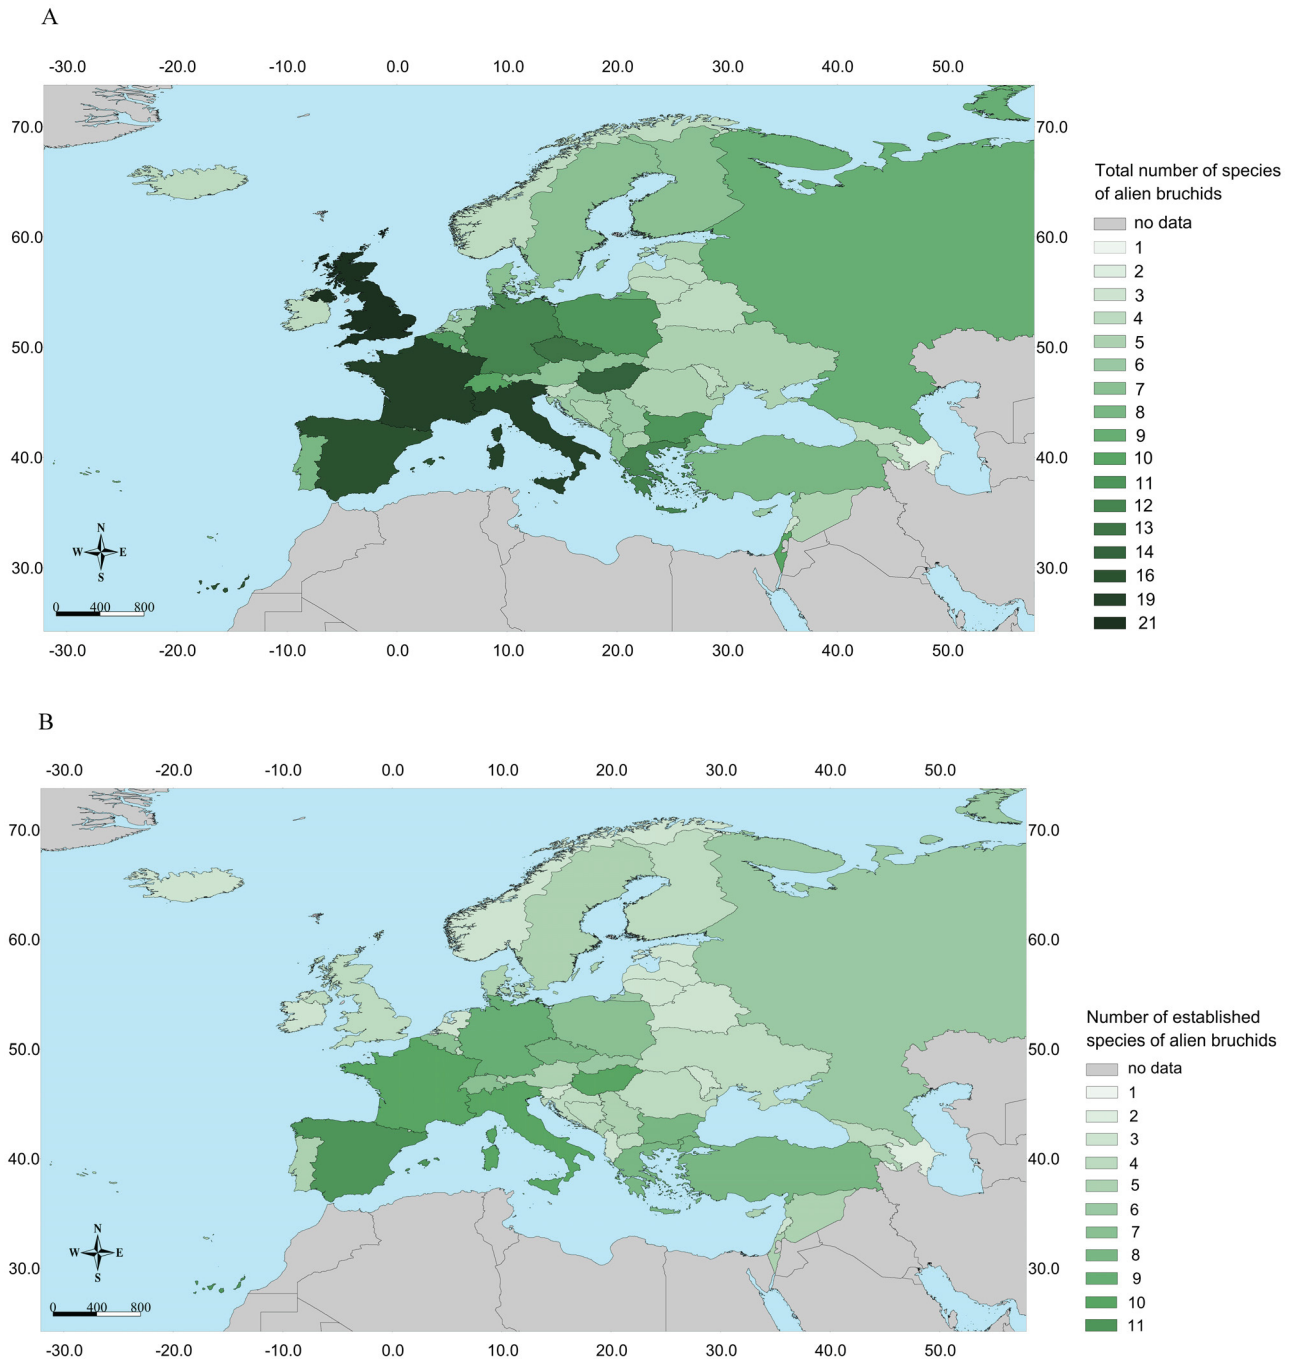 A
-30.0 -20.0 -10.0 0.0 10.0 20.0 30.0 40.0 50.0
70.0 70.0
60.0 60.0
50.0 50.0
40.0 40.0
30.0 30.0
N
W E
S
0 400 800
-30.0 -20.0 -10.0 0.0 10.0 20.0 30.0 40.0 50.0
Total number of species
of alien bruchids
no data
1
2
3
4
5
6
7
8
9
10
11
12
13
14
16
19
21
B
-30.0 -20.0 -10.0 0.0 10.0 20.0 30.0 40.0 50.0
70.0 70.0
60.0 60.0
50.0 50.0
40.0 40.0
30.0 30.0
N
W E
S
0 400 800
-30.0 -20.0 -10.0 0.0 10.0 20.0 30.0 40.0 50.0
Number of established
species of alien bruchids
no data
1
2
3
4
5
6
7
8
9
10
11